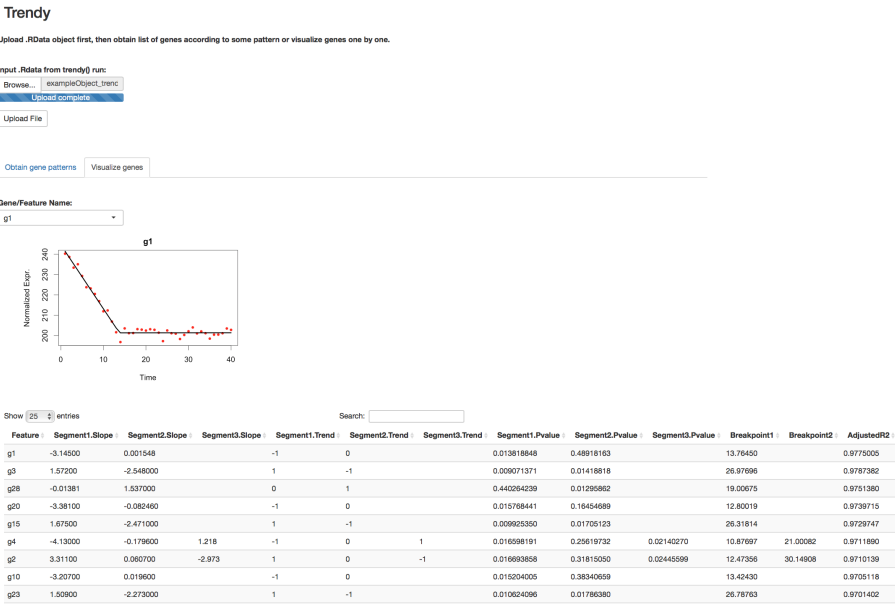 Trendy
Upload .RData object first, then obtain list of genes according to some pattern or visualize genes one by one.
Input .Rdata from trendy() run:
Browse... exampleObject_trenc
Upload complete
Upload File
Obtain gene patterns Visualize genes
Gene/Feature Name:
g1
g1
Normalized Expr.
240
230
220
210
200
0 10 20 30 40
Time
Show 25 entries Search:
Feature Segment1.Slope Segment2.Slope Segment3.Slope Segment1.Trend Segment2.Trend Segment3.Trend Segment1.Pvalue Segment2.Pvalue Segment3.Pvalue Breakpoint1 Breakpoint2 AdjustedR2
g1 -3.14500 0.001548 -1 0 0.013818848 0.48918163 13.76450 0.9775005
g3 1.57200 -2.548000 1 -1 0.009071371 0.01418818 26.97696 0.9787382
g28 -0.01381 1.537000 0 1 0.440264239 0.01295862 19.00675 0.9751380
g20 -3.38100 -0.082460 -1 0 0.015768441 0.16454689 12.80019 0.9739715
g15 1.67500 -2.471000 1 -1 0.009925350 0.01705123 26.31814 0.9729747
g4 -4.13000 -0.179600 1.218 -1 0 1 0.016598191 0.25619732 0.02140270 10.87697 21.00082 0.9711890
g2 3.31100 0.060700 -2.973 1 0 -1 0.016693858 0.31815050 0.02445599 12.47356 30.14908 0.9710139
g10 -3.20700 0.019600 -1 0 0.015204005 0.38340659 13.42430 0.9705118
g23 1.50900 -2.273000 1 -1 0.010624096 0.01786380 26.78763 0.9701402